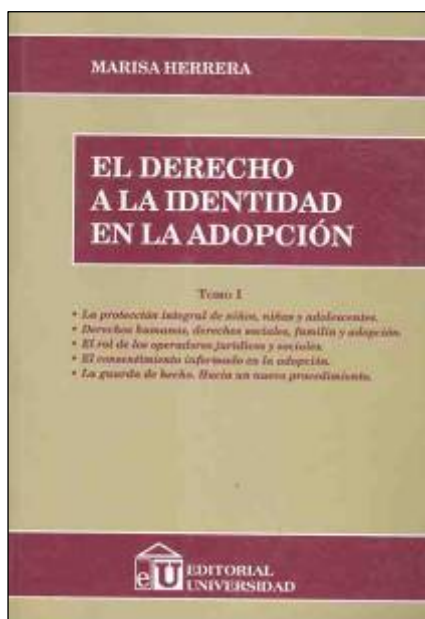 MARISA HERRERA
EL DERECHO
A LA IDENTIDAD
EN LA ADOPCIÓN
TOMO I
• La protección integral de niños, niñas y adolescentes.
• Derechos humanos, derechos sociales, familia y adopción.
• El rol de los operadores jurídicos y sociales.
• El consentimiento informado en la adopción.
• La guarda de hecho. Hacia un nuevo procedimiento.
eU EDITORIAL
UNIVERSIDAD